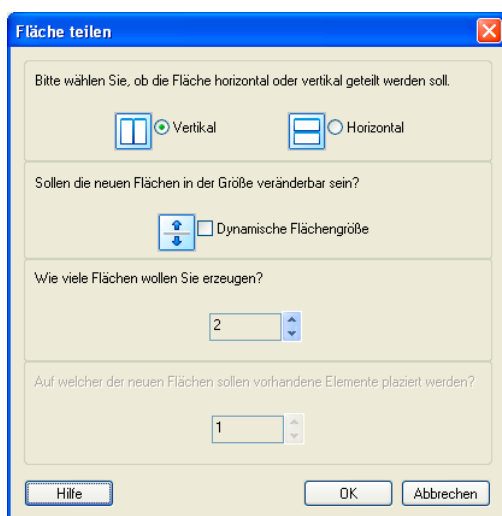 Fläche teilen
Bitte wählen Sie, ob die Fläche horizontal oder vertikal geteilt werden soll.
Vertikal Horizontal
Sollen die neuen Flächen in der Größe veränderbar sein?
Dynamische Flächengröße
Wie viele Flächen wollen Sie erzeugen?
2
Auf welcher der neuen Flächen sollen vorhandene Elemente plaziert werden?
1
Hilfe OK Abbrechen